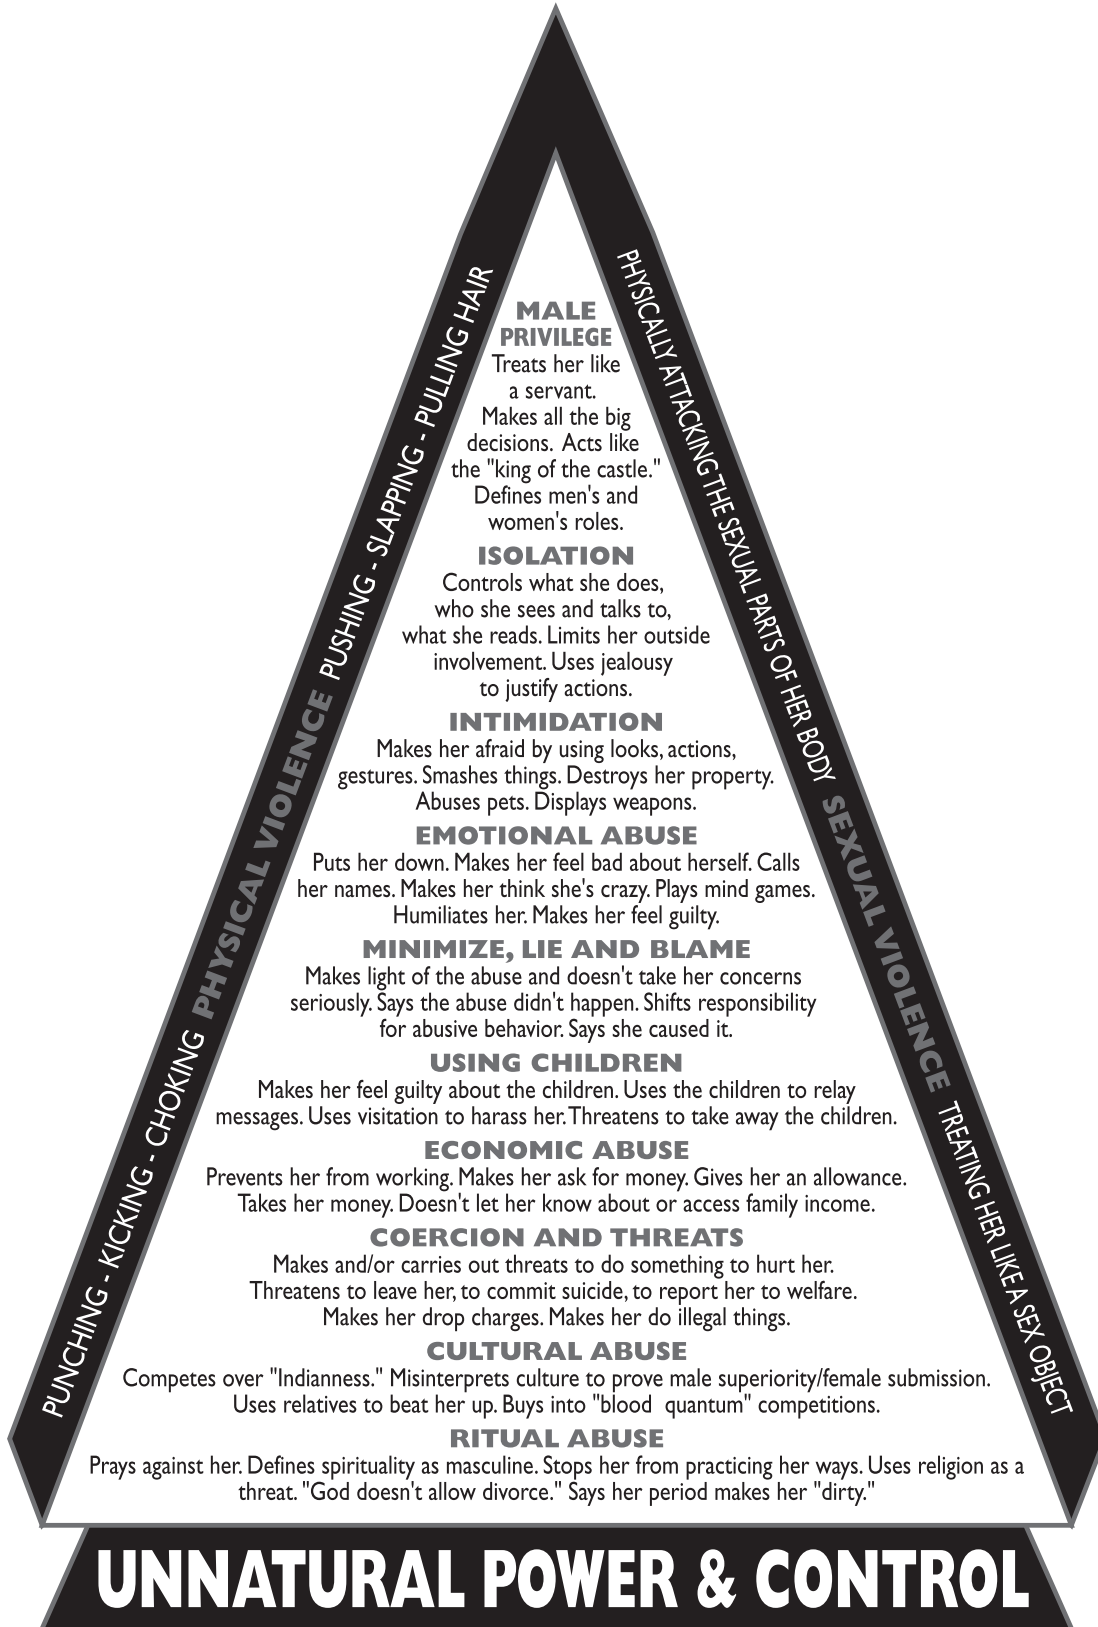 MALE
PRIVILEGE
Treats her like
a servant.
Makes all the big
decisions. Acts like
the "king of the castle."
Defines men's and
women's roles.
ISOLATION
Controls what she does,
who she sees and talks to,
what she reads. Limits her outside
involvement. Uses jealousy
to justify actions.
INTIMIDATION
Makes her afraid by using looks, actions,
gestures. Smashes things. Destroys her property.
Abuses pets. Displays weapons.
EMOTIONAL ABUSE
Puts her down. Makes her feel bad about herself. Calls
her names. Makes her think she's crazy. Plays mind games.
Humiliates her. Makes her feel guilty.
MINIMIZE, LIE AND BLAME
Makes light of the abuse and doesn't take her concerns
seriously. Says the abuse didn't happen. Shifts responsibility
for abusive behavior. Says she caused it.
USING CHILDREN
Makes her feel guilty about the children. Uses the children to relay
messages. Uses visitation to harass her. Threatens to take away the children.
ECONOMIC ABUSE
Prevents her from working. Makes her ask for money. Gives her an allowance.
Takes her money. Doesn't let her know about or access family income.
COERCION AND THREATS
Makes and/or carries out threats to do something to hurt her.
Threatens to leave her, to commit suicide, to report her to welfare.
Makes her drop charges. Makes her do illegal things.
CULTURAL ABUSE
Competes over "Indianness." Misinterprets culture to prove male superiority/female submission.
Uses relatives to beat her up. Buys into "blood quantum" competitions.
RITUAL ABUSE
Prays against her. Defines spirituality as masculine. Stops her from practicing her ways. Uses religion as a
threat. "God doesn't allow divorce." Says her period makes her "dirty."
PUNCHING - KICKING - CHOKING PHYSICAL VIOLENCE PUSHING - SLAPPING - PULLING HAIR
PHYSICALLY ATTACKING THE SEXUAL PARTS OF HER BODY SEXUAL VIOLENCE TREATING HER LIKE A SEX OBJECT
UNNATURAL POWER & CONTROL